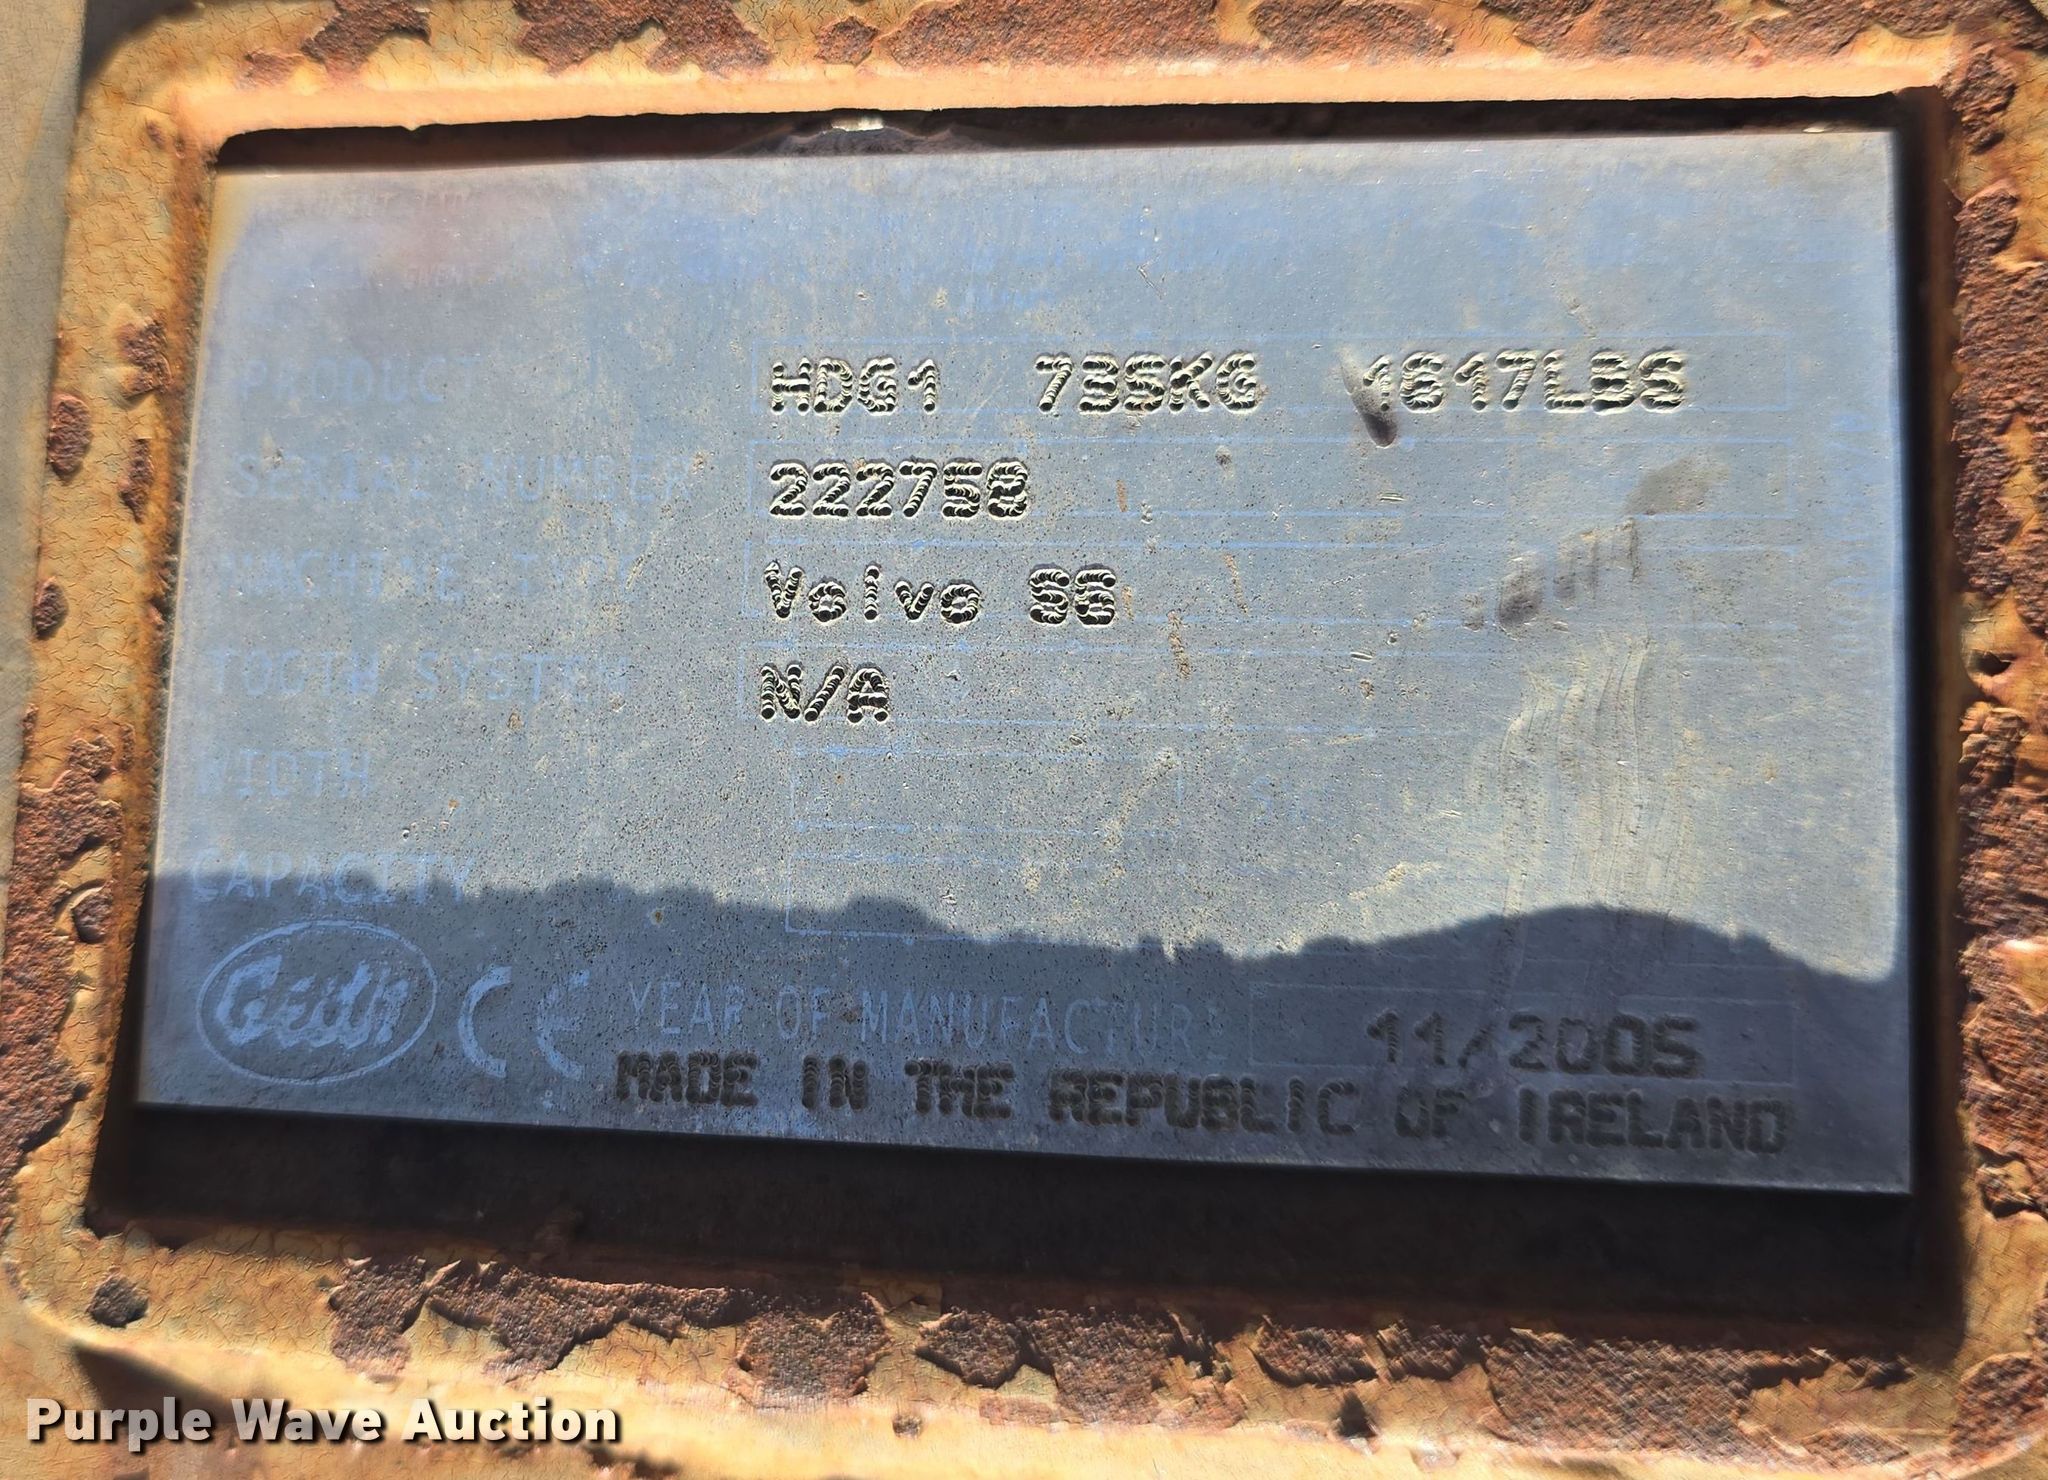 PRODUCT HDG1 735KG 1617LBS
SERIAL NUMBER 222758
MACHINE TYPE Volvo SS
TOOTH SYSTEM N/A
WIDTH
CAPACITY
Geith CE YEAR OF MANUFACTURE 11/2005
MADE IN THE REPUBLIC OF IRELAND
Purple Wave Auction